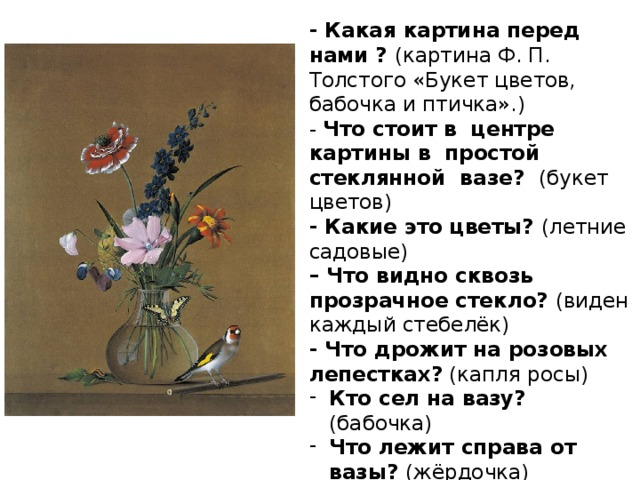 - Какая картина перед
нами ? (картина Ф. П.
Толстого «Букет цветов,
бабочка и птичка».)
- Что стоит в центре
картины в простой
стеклянной вазе? (букет
цветов)
- Какие это цветы? (летние
садовые)
– Что видно сквозь
прозрачное стекло? (виден
каждый стебелёк)
- Что дрожит на розовых
лепестках? (капля росы)
- Кто сел на вазу?
(бабочка)
- Что лежит справа от
вазы? (жёрдочка)